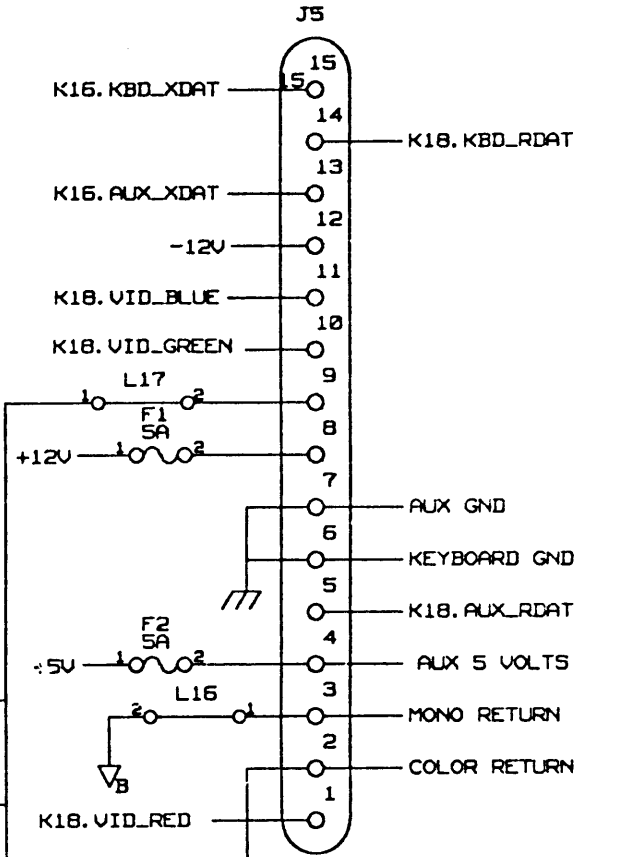 J5
15
K16.KBD_XDAT 15
14
K18.KBD_RDAT
13
K16.AUX_XDAT
12
-12V
11
K18.VID_BLUE
10
K18.VID_GREEN
9
L17
1 2
F1
5A
8
+12V 1 2
7
AUX GND
6
KEYBOARD GND
5
K18.AUX_RDAT
F2
5A
4
+5V 1 2 AUX 5 VOLTS
L16
3
2 1 MONO RETURN
2
COLOR RETURN
B
1
K18.VID_RED